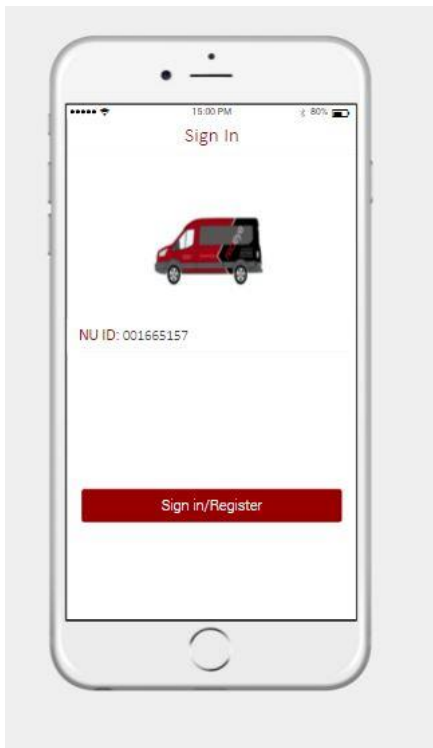 15:00 PM 80%
Sign In
NU ID: 001665157
Sign in/Register